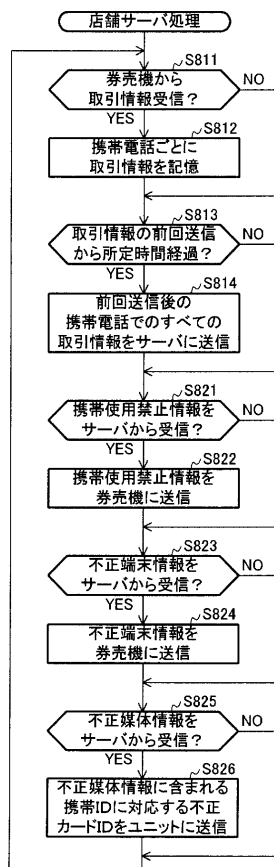 店舗サーバ処理
S811
券売機から
取引情報受信？
NO
YES
S812
携帯電話ごとに
取引情報を記憶
S813
取引情報の前回送信
から所定時間経過？
NO
YES
S814
前回送信後の
携帯電話でのすべての
取引情報をサーバに送信
S821
携帯使用禁止情報を
サーバから受信？
NO
YES
S822
携帯使用禁止情報を
券売機に送信
S823
不正端末情報を
サーバから受信？
NO
YES
S824
不正端末情報を
券売機に送信
S825
不正媒体情報を
サーバから受信？
NO
YES
S826
不正媒体情報に含まれる
携帯IDに対応する不正
カードIDをユニットに送信